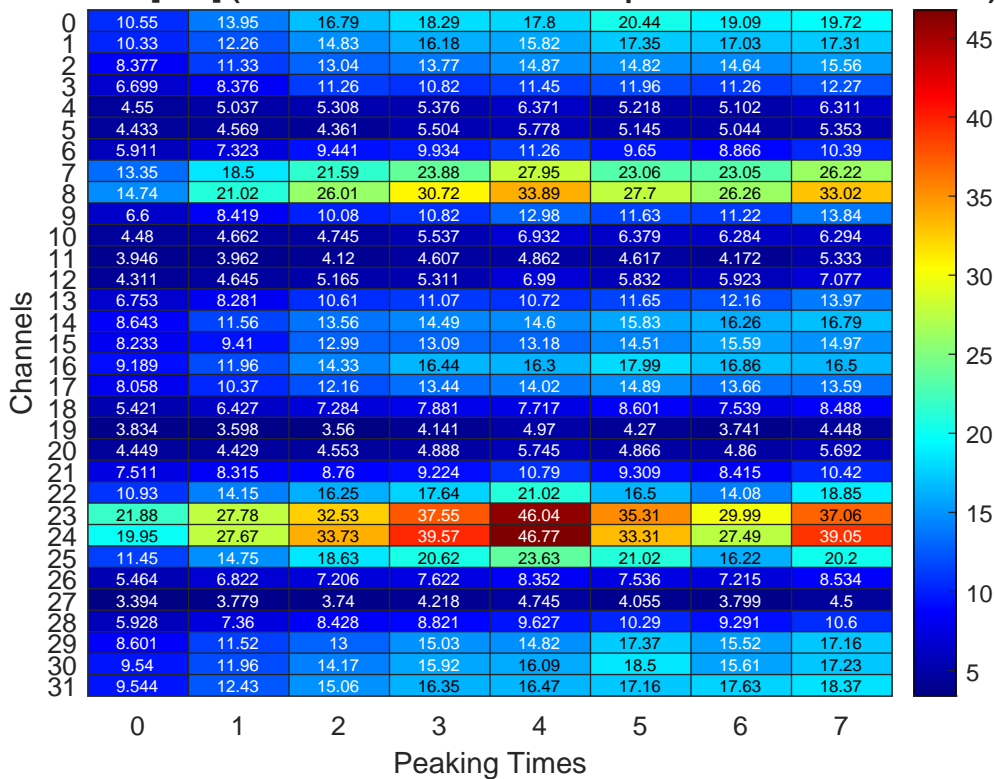 0 10.55 13.95 16.79 18.29 17.8 20.44 19.09 19.72
1 10.33 12.26 14.83 16.18 15.82 17.35 17.03 17.31 45
2 8.377 11.33 13.04 13.77 14.87 14.82 14.64 15.56
3 6.699 8.376 11.26 10.82 11.45 11.96 11.26 12.27
4 4.55 5.037 5.308 5.376 6.371 5.218 5.102 6.311 40
5 4.433 4.569 4.361 5.504 5.778 5.145 5.044 5.353
6 5.911 7.323 9.441 9.934 11.26 9.65 8.866 10.39
7 13.35 18.5 21.59 23.88 27.95 23.06 23.05 26.22
8 14.74 21.02 26.01 30.72 33.89 27.7 26.26 33.02 35
9 6.6 8.419 10.08 10.82 12.98 11.63 11.22 13.84
10 4.48 4.662 4.745 5.537 6.932 6.379 6.284 6.294
11 3.946 3.962 4.12 4.607 4.862 4.617 4.172 5.333
12 4.311 4.645 5.165 5.311 6.99 5.832 5.923 7.077 30
13 6.753 8.281 10.61 11.07 10.72 11.65 12.16 13.97
14 8.643 11.56 13.56 14.49 14.6 15.83 16.26 16.79
15 8.233 9.41 12.99 13.09 13.18 14.51 15.59 14.97 25
16 9.189 11.96 14.33 16.44 16.3 17.99 16.86 16.5
17 8.058 10.37 12.16 13.44 14.02 14.89 13.66 13.59
18 5.421 6.427 7.284 7.881 7.717 8.601 7.539 8.488
19 3.834 3.598 3.56 4.141 4.97 4.27 3.741 4.448 20
20 4.449 4.429 4.553 4.888 5.745 4.866 4.86 5.692
21 7.511 8.315 8.76 9.224 10.79 9.309 8.415 10.42
22 10.93 14.15 16.25 17.64 21.02 16.5 14.08 18.85
23 21.88 27.78 32.53 37.55 46.04 35.31 29.99 37.06 15
24 19.95 27.67 33.73 39.57 46.77 33.31 27.49 39.05
25 11.45 14.75 18.63 20.62 23.63 21.02 16.22 20.2
26 5.464 6.822 7.206 7.622 8.352 7.536 7.215 8.534
27 3.394 3.779 3.74 4.218 4.745 4.055 3.799 4.5 10
28 5.928 7.36 8.428 8.821 9.627 10.29 9.291 10.6
29 8.601 11.52 13 15.03 14.82 17.37 15.52 17.16
30 9.54 11.96 14.17 15.92 16.09 18.5 15.61 17.23 5
31 9.544 12.43 15.06 16.35 16.47 17.16 17.63 18.37
0 1 2 3 4 5 6 7
Peaking Times
Channels